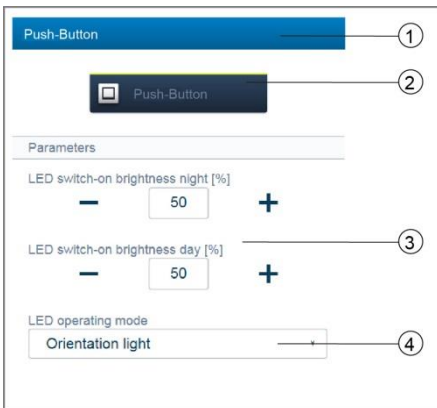 Push-Button
1
Push-Button
2
Parameters
LED switch-on brightness night [%]
− 50 +
LED switch-on brightness day [%]
3
− 50 +
LED operating mode
Orientation light
4